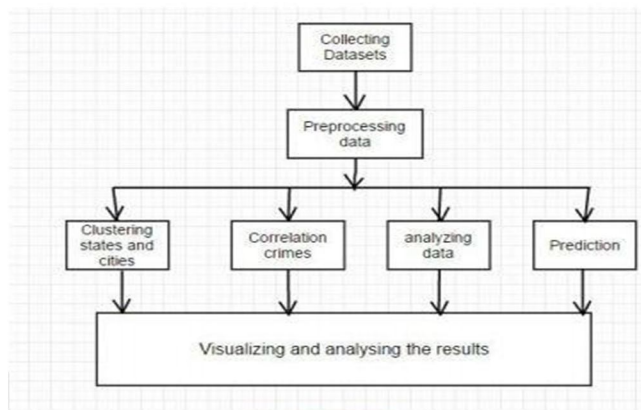 Collecting
Datasets
Preprocessing
data
Clustering
states and
cities
Correlation
crimes
analyzing
data
Prediction
Visualizing and analysing the results